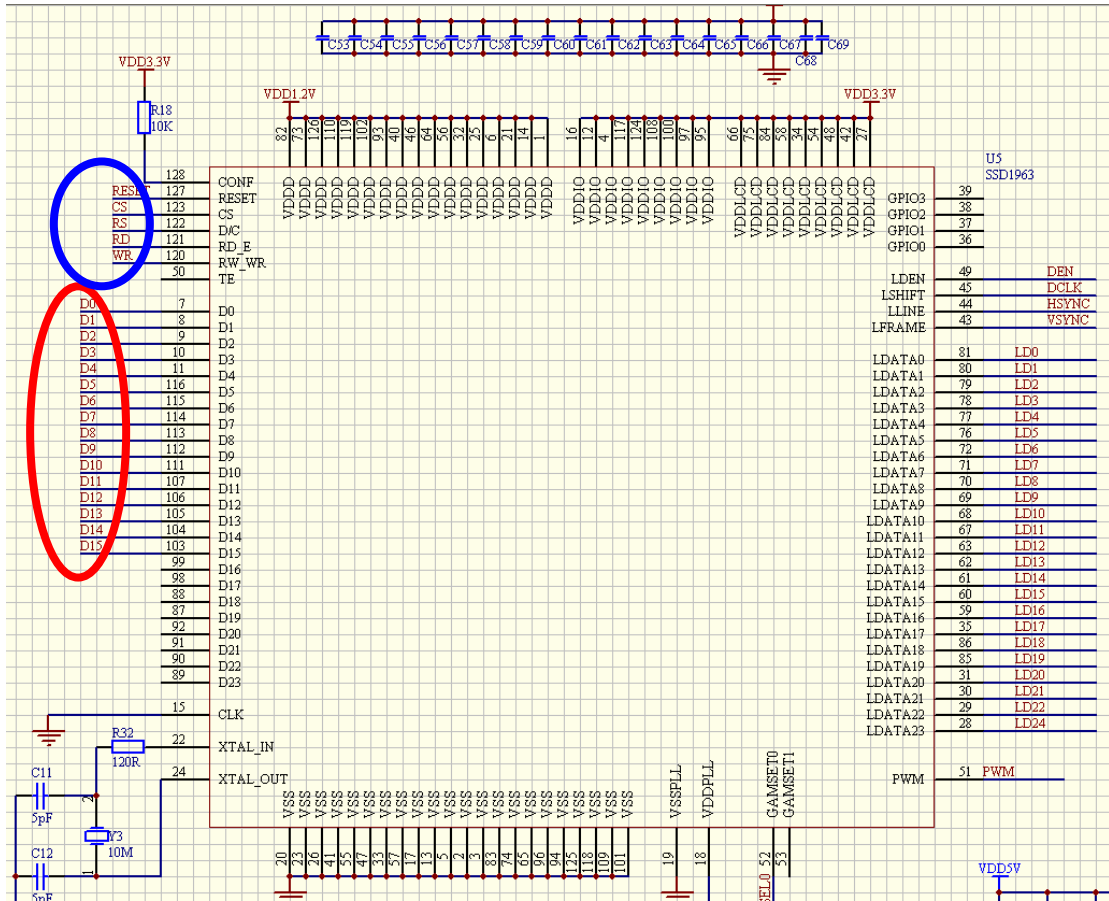 C53 C54 C55 C56 C57 C58 C59 C60 C61 C62 C63 C64 C65 C66 C67 C68 C69
VDD3.3V
R18
10K
VDD1.2V
VDD3.3V
82 73 126 110 119 102 93 40 46 64 56 32 25 6 21 14 1
16 12 4 117 124 108 100 97 95
66 75 84 58 34 54 48 42 27
VDDD VDDD VDDD VDDD VDDD VDDD VDDD VDDD VDDD VDDD VDDD VDDD VDDD VDDD VDDD VDDD VDDD
VDDIO VDDIO VDDIO VDDIO VDDIO VDDIO VDDIO VDDIO VDDIO
VDDLCD VDDLCD VDDLCD VDDLCD VDDLCD VDDLCD VDDLCD VDDLCD VDDLCD
U5
SSD1963
128 CONF
RESET 127 RESET
CS 123 CS
RS 122 D/C
RD 121 RD_E
WR 120 RW_WR
50 TE
D0 7 D0
D1 8 D1
D2 9 D2
D3 10 D3
D4 11 D4
D5 116 D5
D6 115 D6
D7 114 D7
D8 113 D8
D9 112 D9
D10 111 D10
D11 107 D11
D12 106 D12
D13 105 D13
D14 104 D14
D15 103 D15
99 D16
98 D17
88 D18
87 D19
92 D20
91 D21
90 D22
89 D23
15 CLK
R32
120R
22 XTAL_IN
24 XTAL_OUT
C11
5pF
2
Y3
10M
1
C12
5pF
GPIO3 39
GPIO2 38
GPIO1 37
GPIO0 36
LDEN 49 DEN
LSHIFT 45 DCLK
LLINE 44 HSYNC
LFRAME 43 VSYNC
LDATA0 81 LD0
LDATA1 80 LD1
LDATA2 79 LD2
LDATA3 78 LD3
LDATA4 77 LD4
LDATA5 76 LD5
LDATA6 72 LD6
LDATA7 71 LD7
LDATA8 70 LD8
LDATA9 69 LD9
LDATA10 68 LD10
LDATA11 67 LD11
LDATA12 63 LD12
LDATA13 62 LD13
LDATA14 61 LD14
LDATA15 60 LD15
LDATA16 59 LD16
LDATA17 35 LD17
LDATA18 86 LD18
LDATA19 85 LD19
LDATA20 31 LD20
LDATA21 30 LD21
LDATA22 29 LD22
LDATA23 28 LD24
PWM 51 PWM
VSS VSS VSS VSS VSS VSS VSS VSS VSS VSS VSS VSS VSS VSS VSS VSS VSS VSS VSS VSS VSS VSS
VSSPLL VDDPLL GAMSET0 GAMSET1
20 23 26 41 55 47 33 57 17 13 5 2 3 83 74 65 96 94 125 118 109 101
19 18 52 53
VDD5V